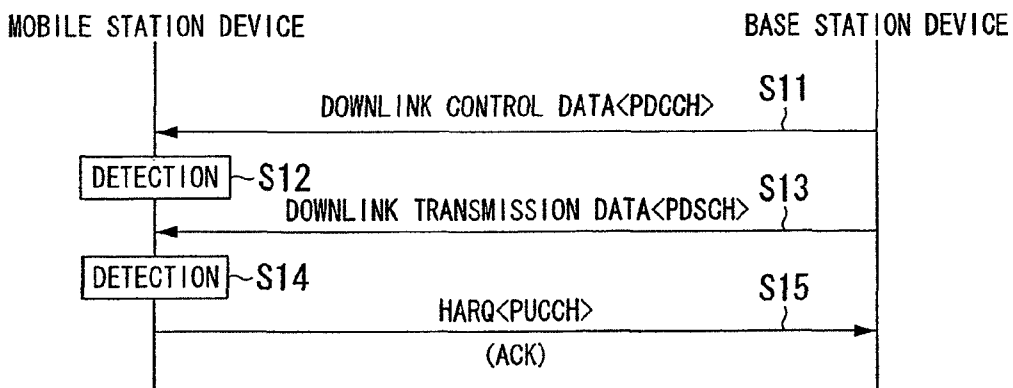 MOBILE STATION DEVICE
BASE STATION DEVICE
S11
DOWNLINK CONTROL DATA<PDCCH>
DETECTION
S12
S13
DOWNLINK TRANSMISSION DATA<PDSCH>
DETECTION
S14
S15
HARQ<PUCCH>
(ACK)